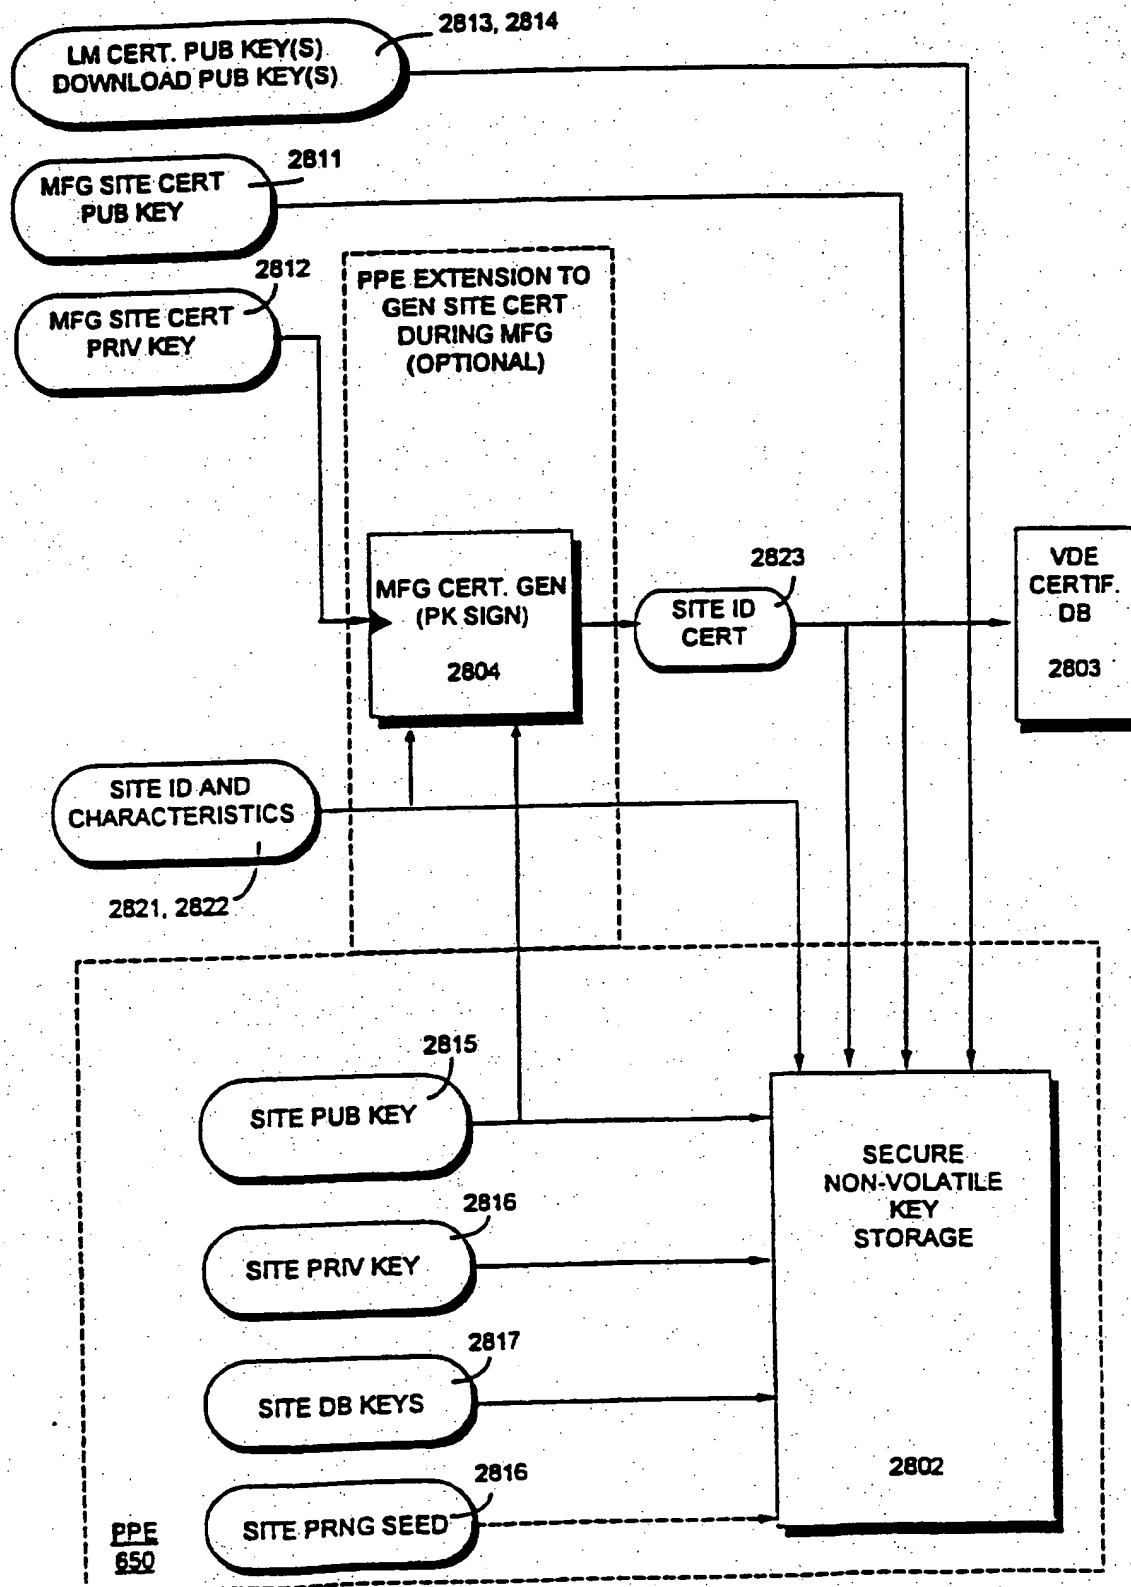 2813, 2814
LM CERT. PUB KEY(S)
DOWNLOAD PUB KEY(S)
2811
MFG SITE CERT
PUB KEY
2812
MFG SITE CERT
PRIV KEY
PPE EXTENSION TO
GEN SITE CERT
DURING MFG
(OPTIONAL)
MFG CERT. GEN
(PK SIGN)
2804
2823
SITE ID
CERT
VDE
CERTIF.
DB
2803
SITE ID AND
CHARACTERISTICS
2821, 2822
2815
SITE PUB KEY
2816
SITE PRIV KEY
2817
SITE DB KEYS
2816
SITE PRNG SEED
SECURE
NON-VOLATILE
KEY
STORAGE
2802
PPE
650